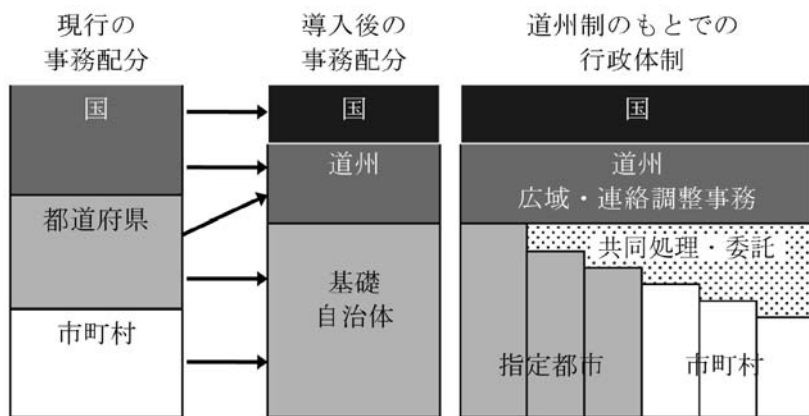 現行の
事務配分
導入後の
事務配分
道州制のもとでの
行政体制
国
都道府県
市町村
国
道州
基礎
自治体
国
道州
広域・連絡調整事務
共同処理・委託
指定都市
市町村